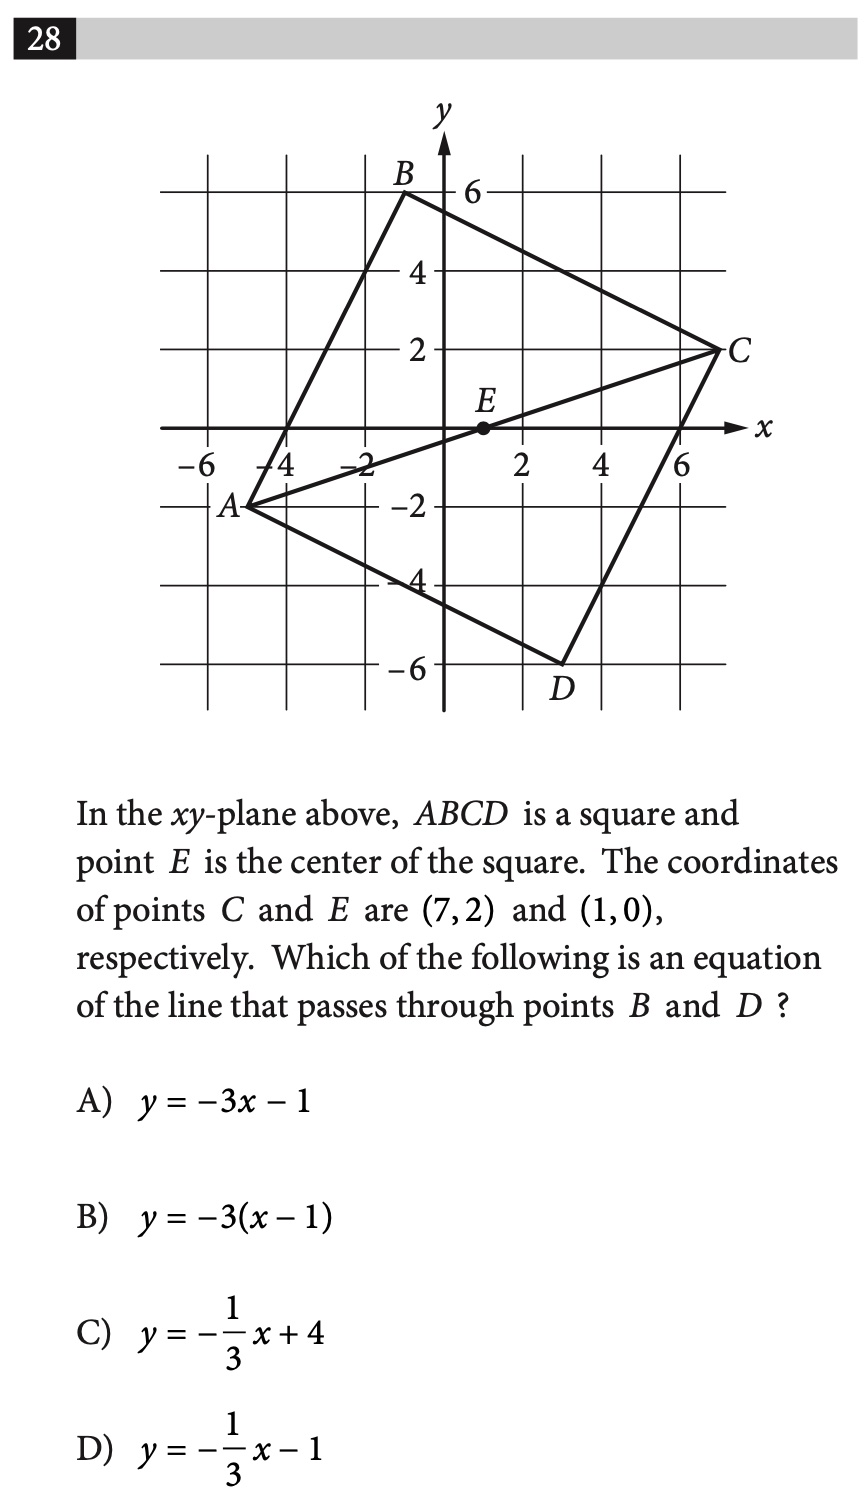 28
y
B
6
4
2
C
E
x
−6
−4
−2
2
4
6
A
−2
−4
−6
D
In the xy-plane above, ABCD is a square and
point E is the center of the square. The coordinates
of points C and E are (7, 2) and (1, 0),
respectively. Which of the following is an equation
of the line that passes through points B and D ?
A) y = −3x − 1
B) y = −3(x − 1)
C) y = −1/3 x + 4
D) y = −1/3 x − 1